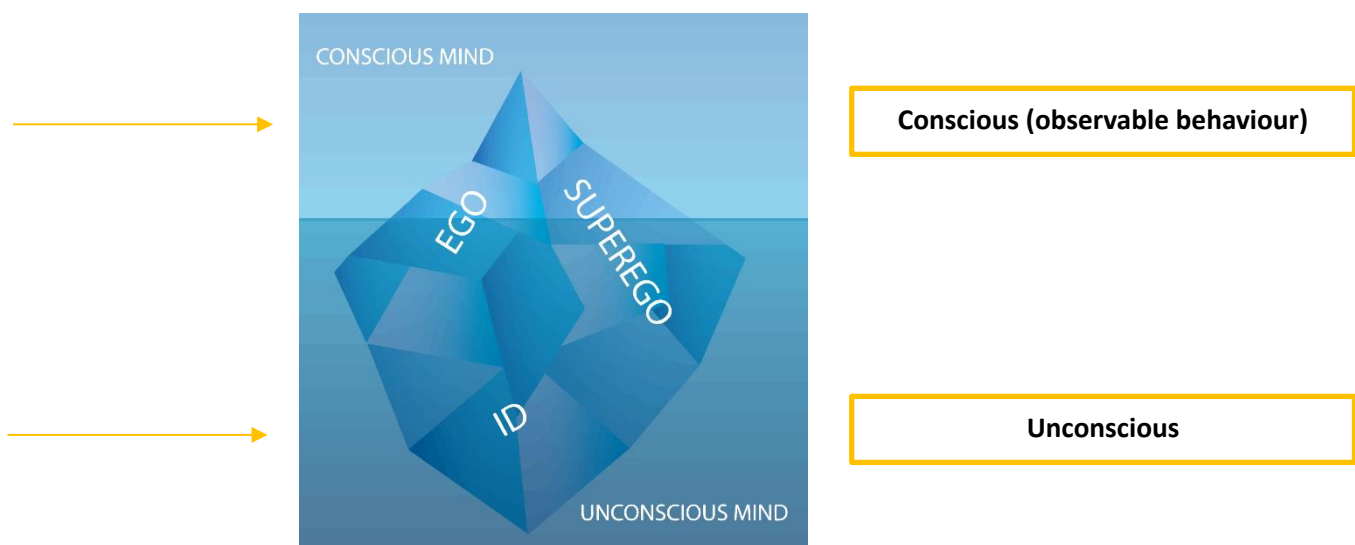 CONSCIOUS MIND
Conscious (observable behaviour)
EGO
SUPEREGO
ID
Unconscious
UNCONSCIOUS MIND